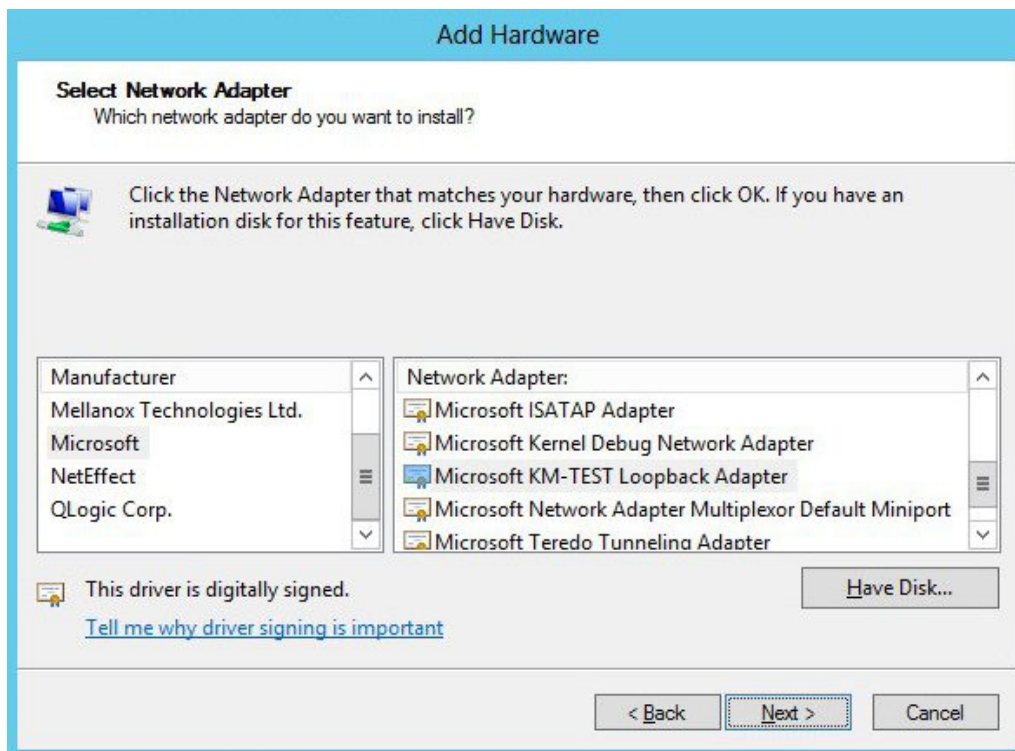 Add Hardware
Select Network Adapter
Which network adapter do you want to install?
Click the Network Adapter that matches your hardware, then click OK. If you have an
installation disk for this feature, click Have Disk.
Manufacturer
Mellanox Technologies Ltd.
Microsoft
NetEffect
QLogic Corp.
Network Adapter:
Microsoft ISATAP Adapter
Microsoft Kernel Debug Network Adapter
Microsoft KM-TEST Loopback Adapter
Microsoft Network Adapter Multiplexor Default Miniport
Microsoft Teredo Tunneling Adapter
This driver is digitally signed.
Have Disk...
Tell me why driver signing is important
< Back
Next >
Cancel